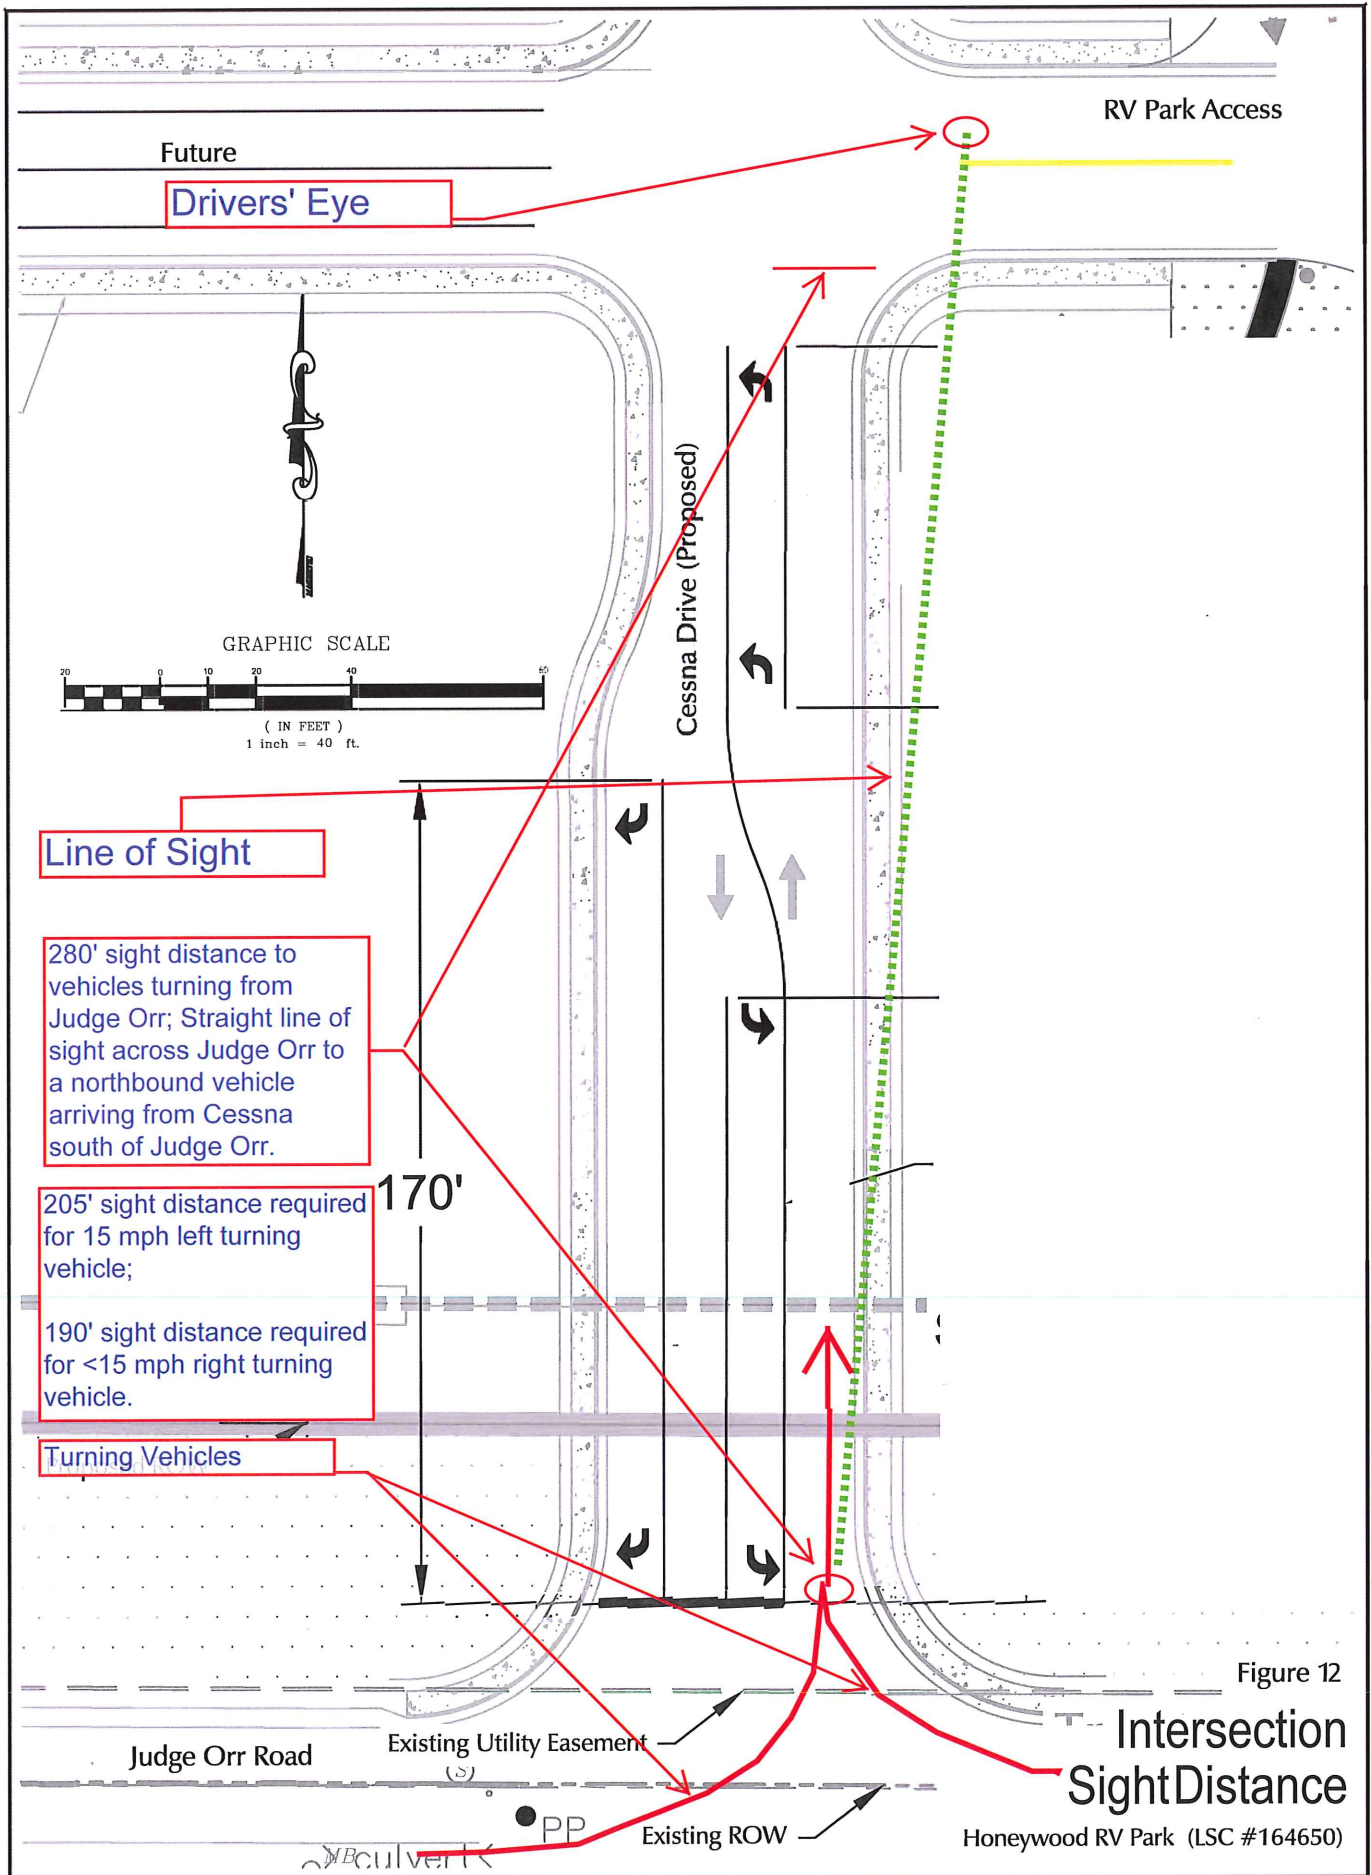 RV Park Access
Future
Drivers' Eye
Cessna Drive (Proposed)
GRAPHIC SCALE
20 0 10 20 40 60
( IN FEET )
1 inch = 40 ft.
Line of Sight
280' sight distance to
vehicles turning from
Judge Orr; Straight line of
sight across Judge Orr to
a northbound vehicle
arriving from Cessna
south of Judge Orr.
170'
205' sight distance required
for 15 mph left turning
vehicle;
190' sight distance required
for <15 mph right turning
vehicle.
Turning Vehicles
Proposed ROW
Figure 12
Intersection
Sight Distance
Honeywood RV Park (LSC #164650)
Existing Utility Easement
Judge Orr Road
(S)
PP
Existing ROW
MB culvert